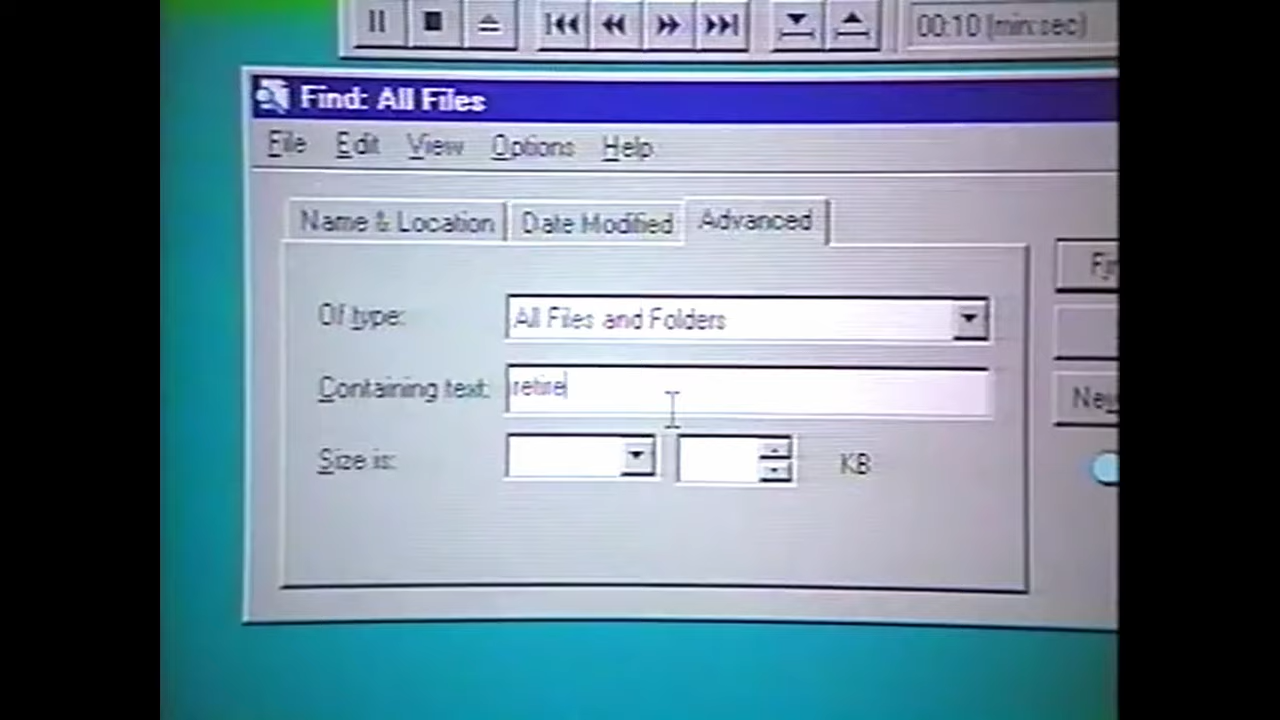 00:10 (min:sec)
Find: All Files
File Edit View Options Help
Name & Location Date Modified Advanced
Of type: All Files and Folders
Containing text: retire
Size is: KB